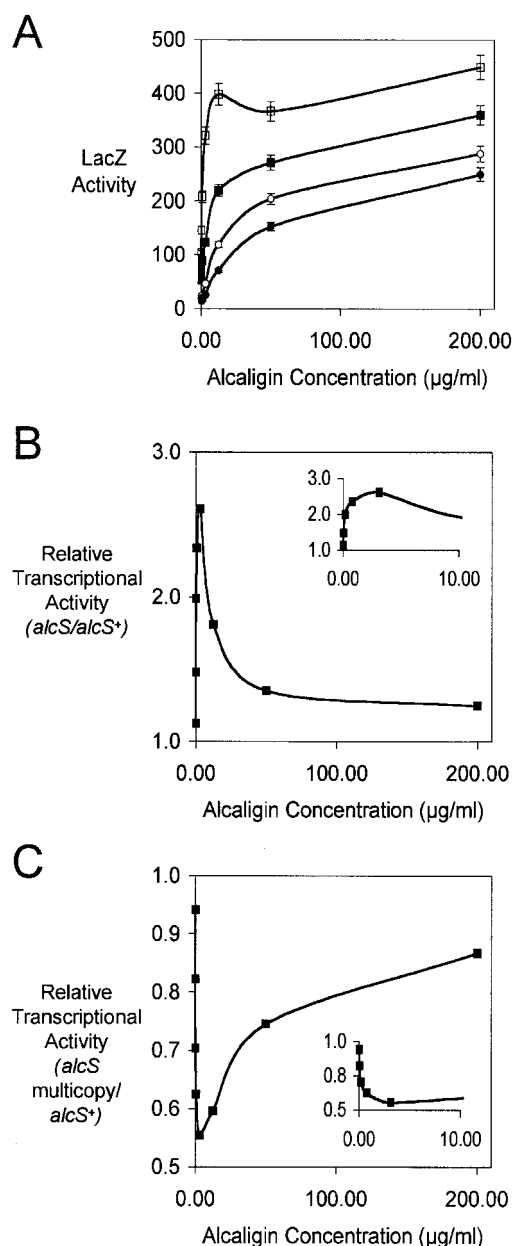 A
500
400
300
200
100
0
LacZ
Activity
0.00
100.00
200.00
Alcaligin Concentration (µg/ml)
B
3.0
2.0
1.0
Relative
Transcriptional
Activity
(alcS/alcS⁺)
3.0
2.0
1.0
0.00
10.00
0.00
100.00
200.00
Alcaligin Concentration (µg/ml)
C
1.0
0.9
0.8
0.7
0.6
0.5
Relative
Transcriptional
Activity
(alcS
multicopy/
alcS⁺)
1.0
0.8
0.5
0.00
10.00
0.00
100.00
200.00
Alcaligin Concentration (µg/ml)